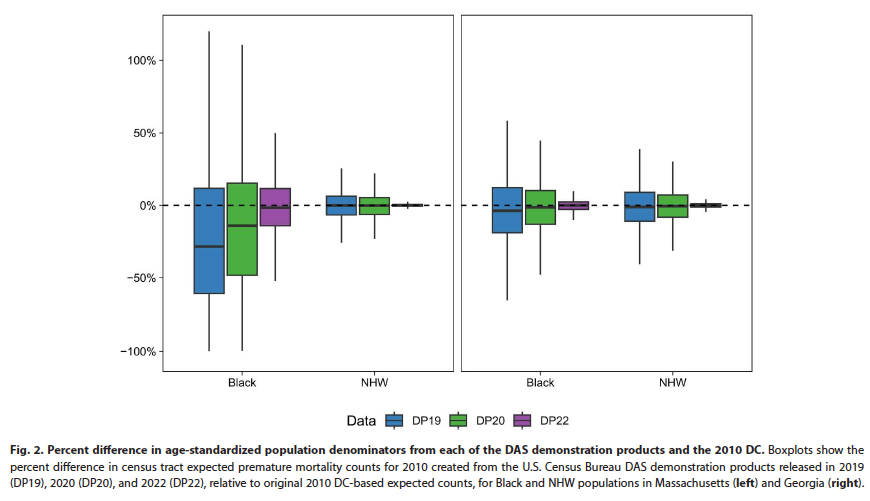 100%
50%
0%
−50%
−100%
Black
NHW
Black
NHW
Data DP19 DP20 DP22
Fig. 2. Percent difference in age-standardized population denominators from each of the DAS demonstration products and the 2010 DC. Boxplots show the
percent difference in census tract expected premature mortality counts for 2010 created from the U.S. Census Bureau DAS demonstration products released in 2019
(DP19), 2020 (DP20), and 2022 (DP22), relative to original 2010 DC-based expected counts, for Black and NHW populations in Massachusetts (left) and Georgia (right).